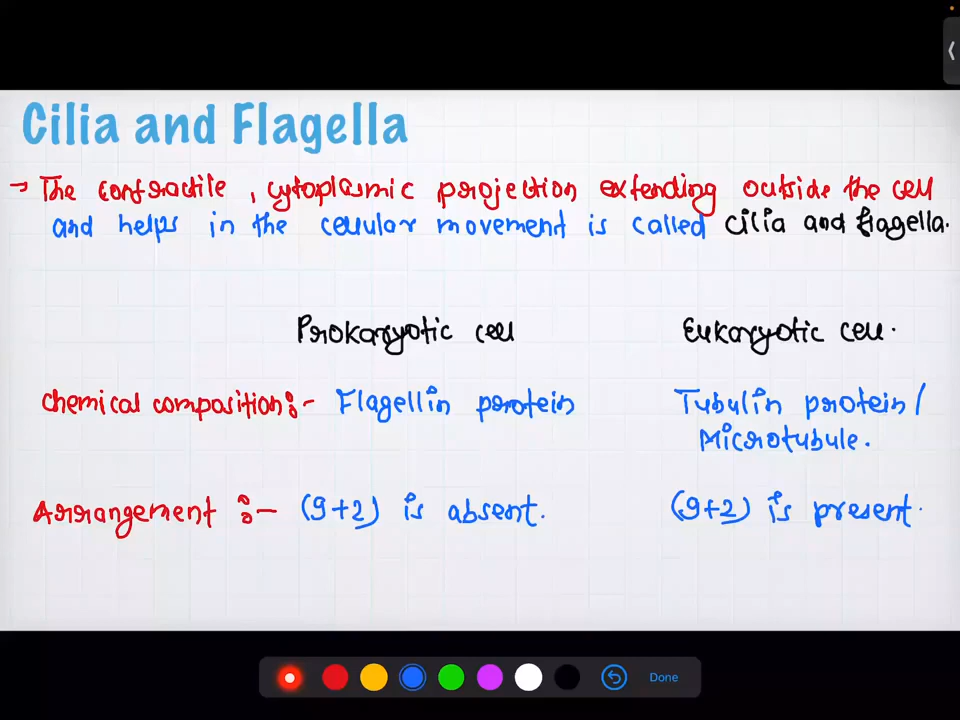 Cilia and Flagella
→ The contractile, cytoplasmic projection extending outside the cell
and helps in the cellular movement is called cilia and flagella.
Prokaryotic cell Eukaryotic cell.
Chemical composition:- Flagellin protein Tubulin protein/
Microtubule.
Arrangement :- (9+2) is absent. (9+2) is present.
Done